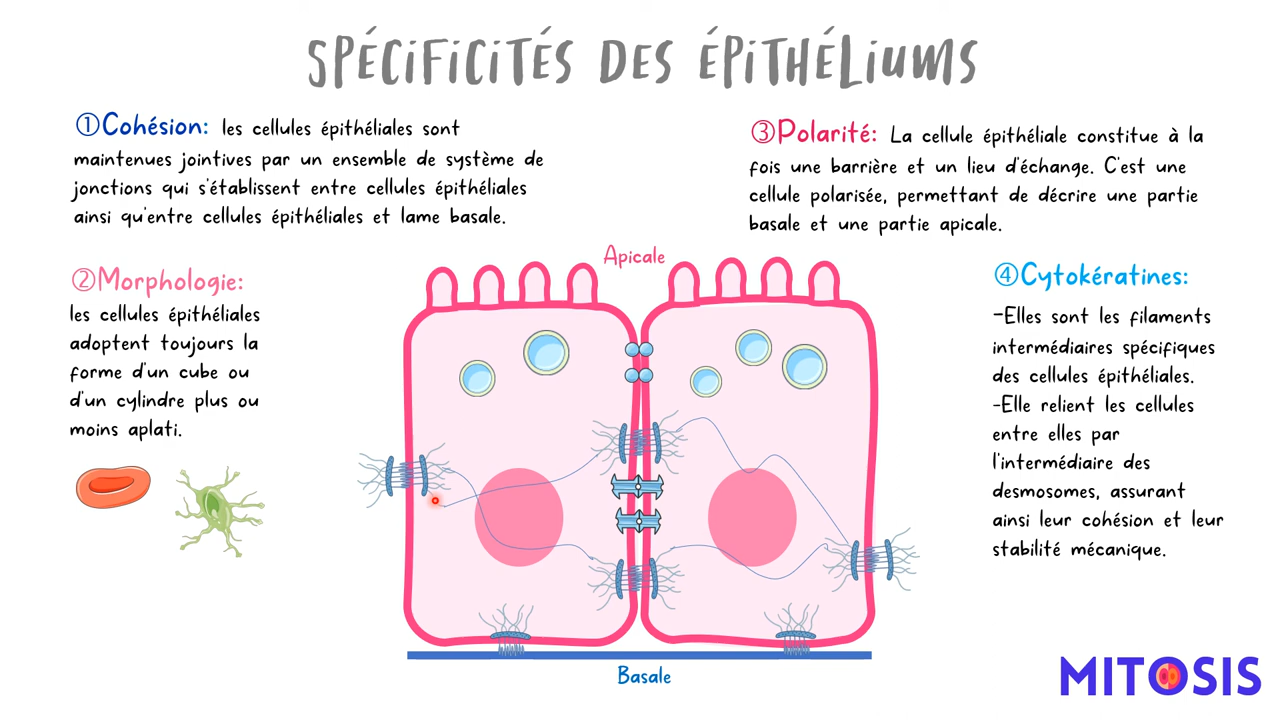 SPÉCIFICITÉS DES ÉPITHÉLIUMS
①Cohésion: les cellules épithéliales sont
maintenues jointives par un ensemble de système de
jonctions qui s'établissent entre cellules épithéliales
ainsi qu'entre cellules épithéliales et lame basale.
②Morphologie:
les cellules épithéliales
adoptent toujours la
forme d'un cube ou
d'un cylindre plus ou
moins aplati.
③Polarité: La cellule épithéliale constitue à la
fois une barrière et un lieu d'échange. C'est une
cellule polarisée, permettant de décrire une partie
basale et une partie apicale.
④Cytokératines:
-Elles sont les filaments
intermédiaires spécifiques
des cellules épithéliales.
-Elle relient les cellules
entre elles par
l'intermédiaire des
desmosomes, assurant
ainsi leur cohésion et leur
stabilité mécanique.
Apicale
Basale
MITOSIS